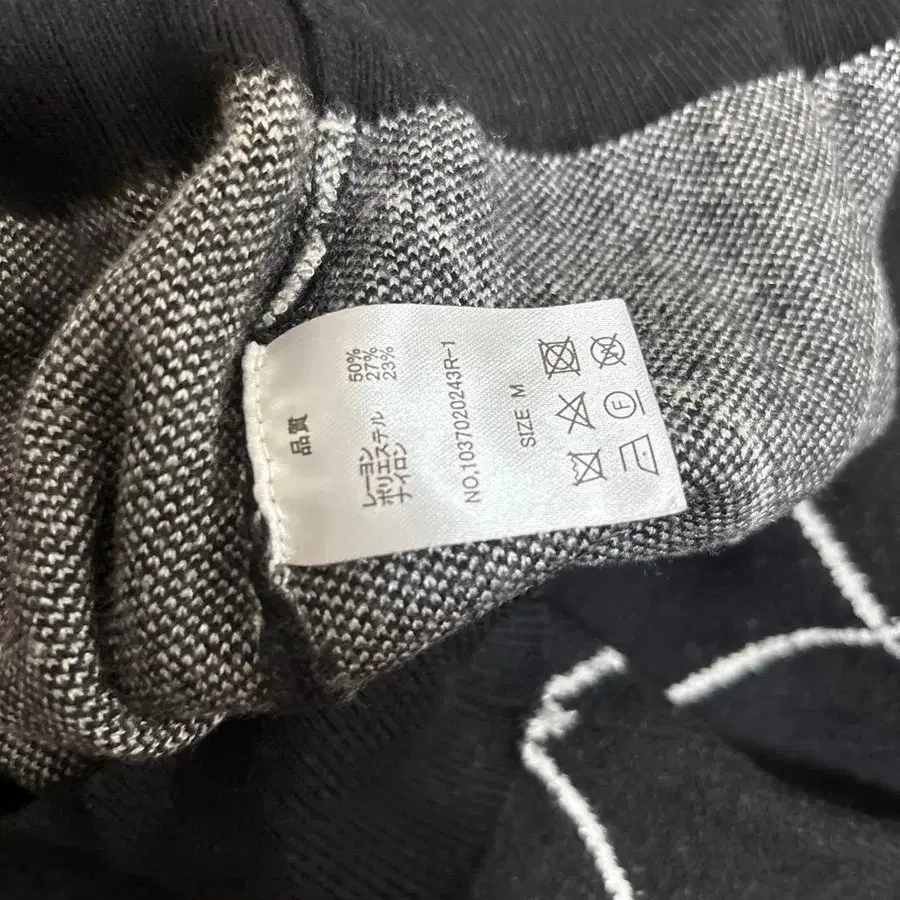 品質
レーヨン 50%
ポリエステル 27%
ナイロン 23%
NO,1037020243R-1
SIZE M
F